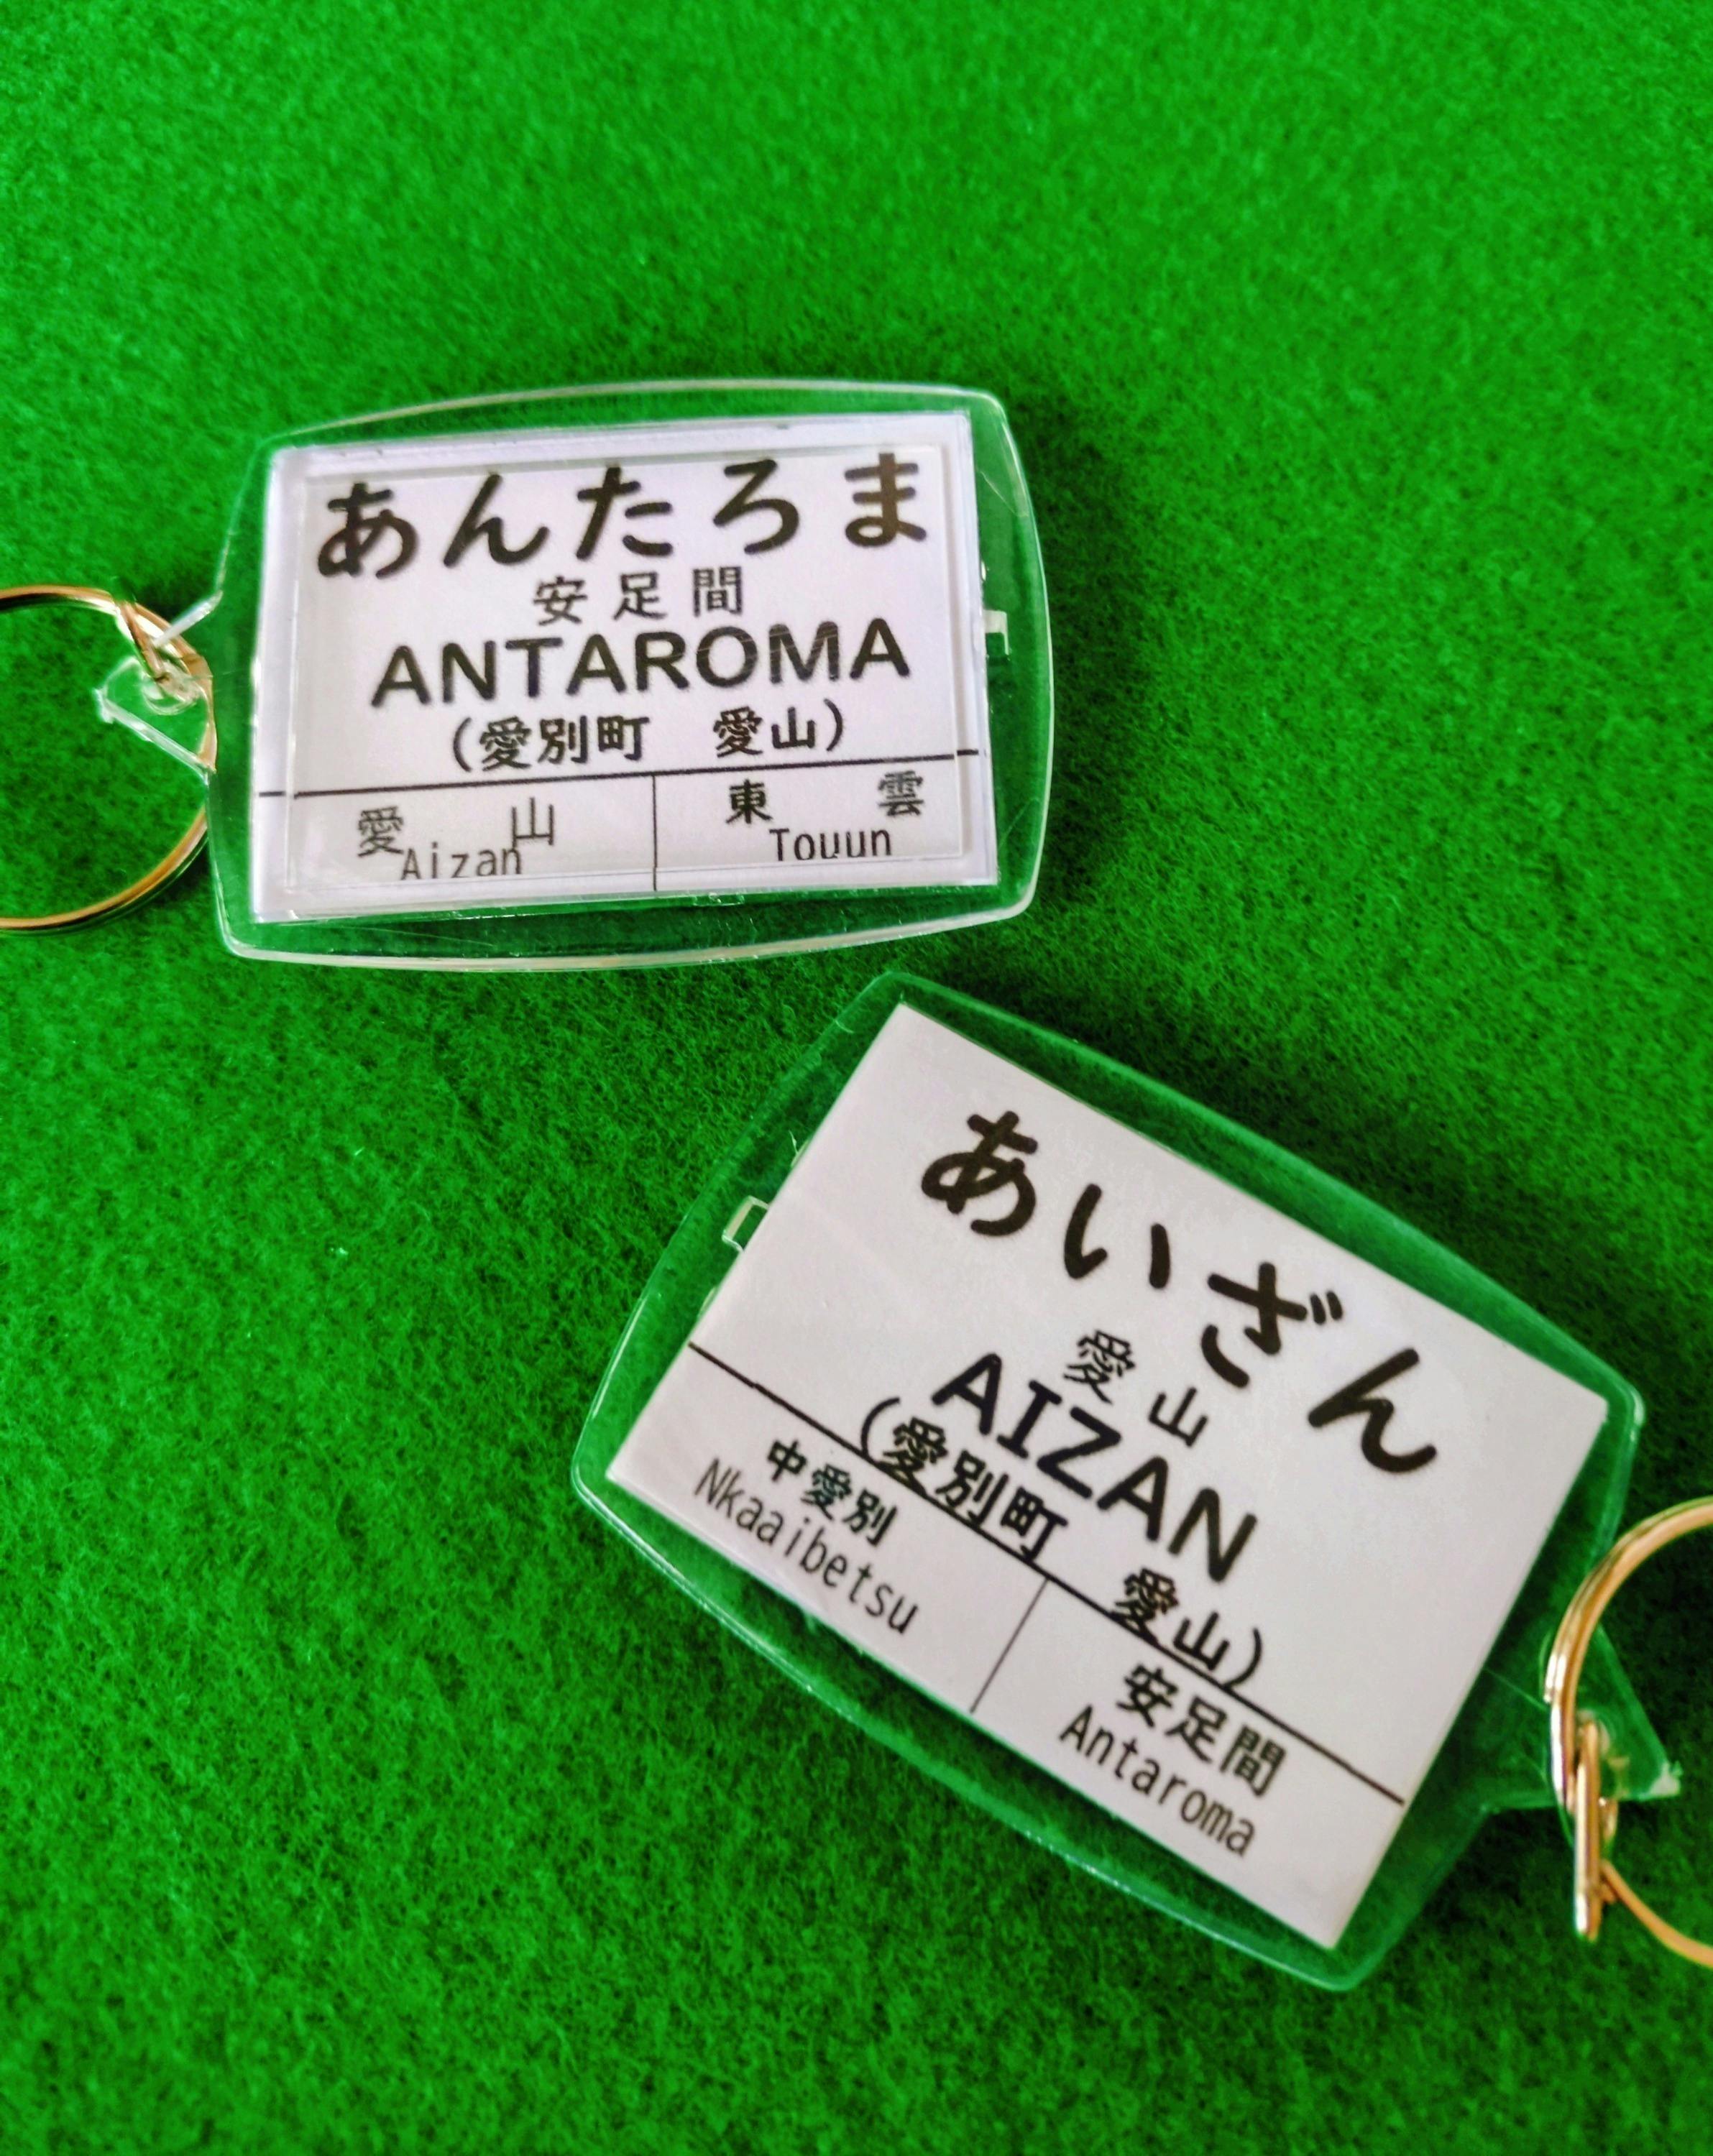 あんたろま
安足間
ANTAROMA
(愛別町　愛山)
愛　山
Aizan
東　雲
Touun
あいざん
愛山
AIZAN
(愛別町　愛山)
中愛別
Nkaaibetsu
安足間
Antaroma